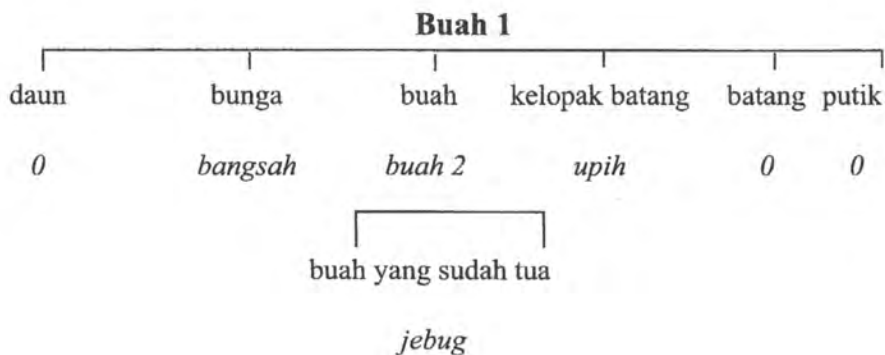 Buah 1
daun bunga buah kelopak batang batang putik
0 bangsah buah 2 upih 0 0
buah yang sudah tua
jebug